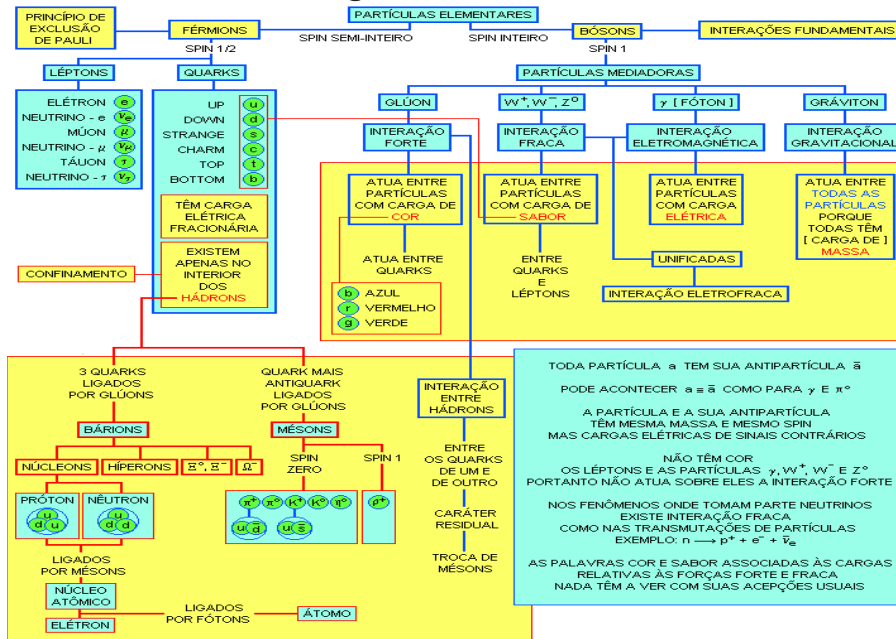 PARTÍCULAS ELEMENTARES
PRINCÍPIO DE
EXCLUSÃO
DE PAULI
FÉRMIONS
SPIN SEMI-INTEIRO
SPIN INTEIRO
BÓSONS
INTERAÇÕES FUNDAMENTAIS
SPIN 1/2
SPIN 1
LÉPTONS
QUARKS
PARTÍCULAS MEDIADORAS
ELÉTRON e
NEUTRINO - e νe
MÚON μ
NEUTRINO - μ νμ
TÁUON τ
NEUTRINO - τ ντ
UP u
DOWN d
STRANGE s
CHARM c
TOP t
BOTTOM b
TÊM CARGA
ELÉTRICA
FRACIONÁRIA
EXISTEM
APENAS NO
INTERIOR
DOS
HÁDRONS
CONFINAMENTO
GLÚON
W⁺, W⁻, Z⁰
γ [ FÓTON ]
GRÁVITON
INTERAÇÃO
FORTE
INTERAÇÃO
FRACA
INTERAÇÃO
ELETROMAGNÉTICA
INTERAÇÃO
GRAVITACIONAL
ATUA ENTRE
PARTÍCULAS
COM CARGA DE
COR
ATUA ENTRE
PARTÍCULAS
COM CARGA DE
SABOR
ATUA ENTRE
PARTÍCULAS
COM CARGA
ELÉTRICA
ATUA ENTRE
TODAS AS
PARTÍCULAS
PORQUE
TODAS TÊM
[ CARGA DE ]
MASSA
ATUA ENTRE
QUARKS
ENTRE
QUARKS
E
LÉPTONS
UNIFICADAS
INTERAÇÃO ELETROFRACA
b AZUL
r VERMELHO
g VERDE
3 QUARKS
LIGADOS
POR GLÚONS
QUARK MAIS
ANTIQUARK
LIGADOS
POR GLÚONS
BÁRIONS
MÉSONS
NÚCLEONS
HÍPERONS
Ξ⁰, Ξ⁻
Ω⁻
SPIN
ZERO
SPIN 1
PRÓTON
u
d u
NÊUTRON
u
d d
π⁺ π⁰ K⁺ K⁰ η⁰
u d̄
u s̄
ρ⁺
LIGADOS
POR MÉSONS
NÚCLEO
ATÔMICO
ELÉTRON
LIGADOS
POR FÓTONS
ÁTOMO
INTERAÇÃO
ENTRE
HÁDRONS
ENTRE
OS QUARKS
DE UM E
DE OUTRO
CARÁTER
RESIDUAL
TROCA DE
MÉSONS
TODA PARTÍCULA a TEM SUA ANTIPARTÍCULA ā
PODE ACONTECER a ≡ ā COMO PARA γ E π⁰
A PARTÍCULA E A SUA ANTIPARTÍCULA
TÊM MESMA MASSA E MESMO SPIN
MAS CARGAS ELÉTRICAS DE SINAIS CONTRÁRIOS
NÃO TÊM COR
OS LÉPTONS E AS PARTÍCULAS γ, W⁺, W⁻ E Z⁰
PORTANTO NÃO ATUA SOBRE ELES A INTERAÇÃO FORTE
NOS FENÔMENOS ONDE TOMAM PARTE NEUTRINOS
EXISTE INTERAÇÃO FRACA
COMO NAS TRANSMUTAÇÕES DE PARTÍCULAS
EXEMPLO: n ⟶ p⁺ + e⁻ + ν̄e
AS PALAVRAS COR E SABOR ASSOCIADAS ÀS CARGAS
RELATIVAS ÀS FORÇAS FORTE E FRACA
NADA TÊM A VER COM SUAS ACEPÇÕES USUAIS